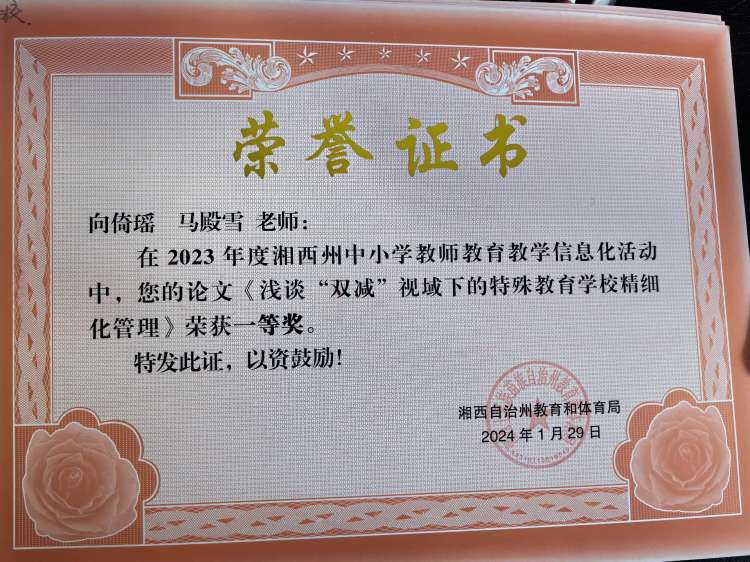 校.
荣誉证书
向倚瑶 马殿雪 老师：
在 2023 年度湘西州中小学教师教育教学信息化活动
中，您的论文《浅谈“双减”视域下的特殊教育学校精细
化管理》荣获一等奖。
特发此证，以资鼓励！
湘西自治州教育和体育局
2024 年 1 月 29 日